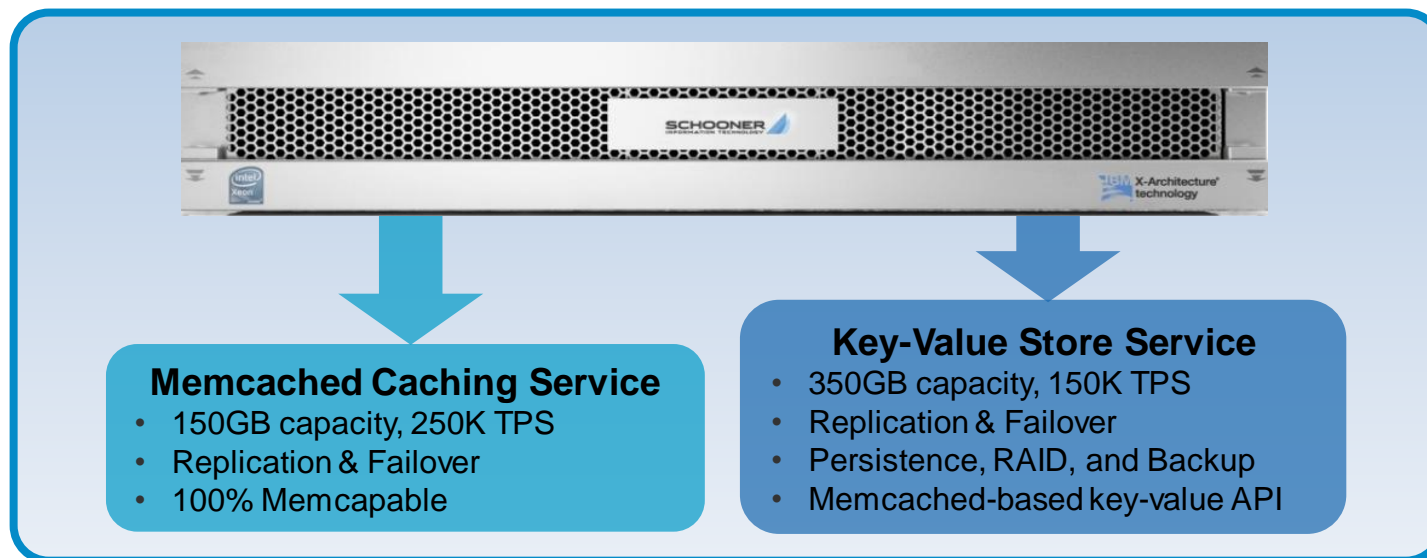 SCHOONER
INFORMATION TECHNOLOGY
intel
Xeon
IBM X-Architecture®
technology
Memcached Caching Service
• 150GB capacity, 250K TPS
• Replication & Failover
• 100% Memcapable
Key-Value Store Service
• 350GB capacity, 150K TPS
• Replication & Failover
• Persistence, RAID, and Backup
• Memcached-based key-value API